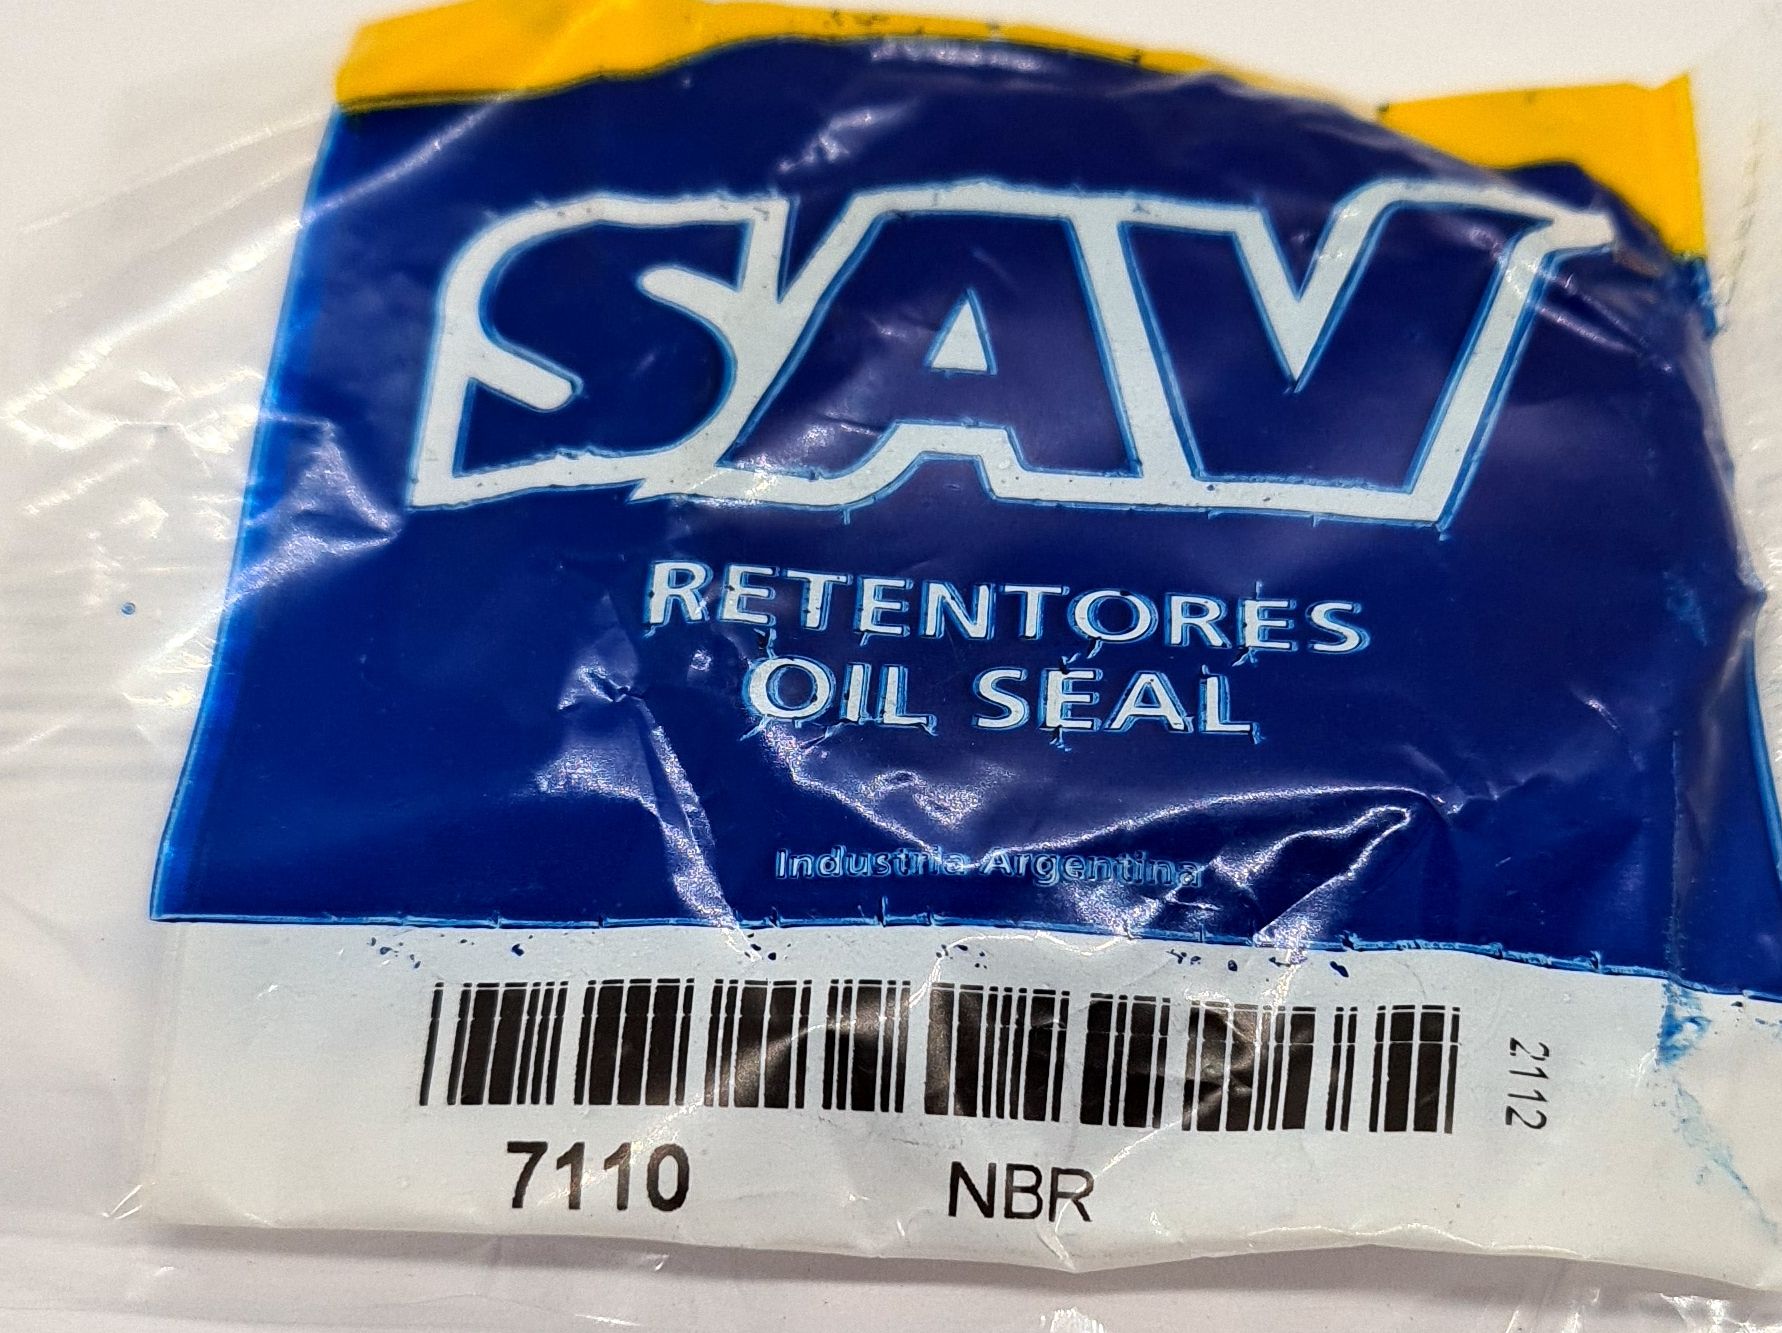 SAV
RETENTORES
OIL SEAL
Industria Argentina
2112
7110 NBR